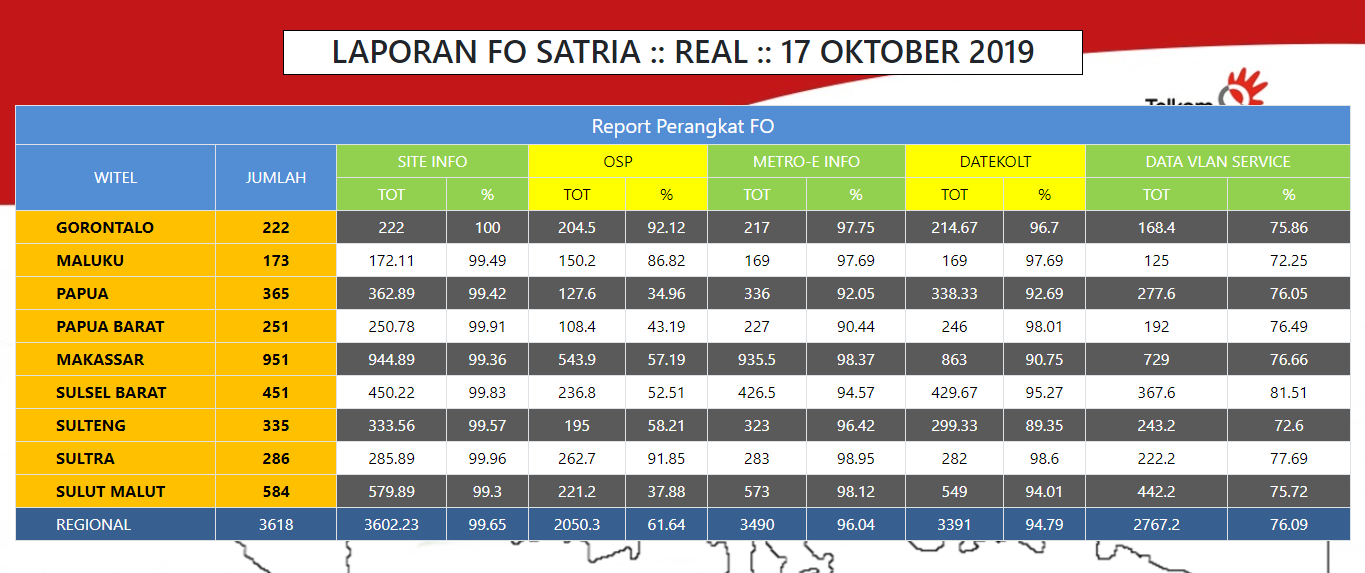 LAPORAN FO SATRIA :: REAL :: 17 OKTOBER 2019
Telkom
Report Perangkat FO
WITEL JUMLAH SITE INFO OSP METRO-E INFO DATEKOLT DATA VLAN SERVICE
TOT % TOT % TOT % TOT % TOT %
GORONTALO 222 222 100 204.5 92.12 217 97.75 214.67 96.7 168.4 75.86
MALUKU 173 172.11 99.49 150.2 86.82 169 97.69 169 97.69 125 72.25
PAPUA 365 362.89 99.42 127.6 34.96 336 92.05 338.33 92.69 277.6 76.05
PAPUA BARAT 251 250.78 99.91 108.4 43.19 227 90.44 246 98.01 192 76.49
MAKASSAR 951 944.89 99.36 543.9 57.19 935.5 98.37 863 90.75 729 76.66
SULSEL BARAT 451 450.22 99.83 236.8 52.51 426.5 94.57 429.67 95.27 367.6 81.51
SULTENG 335 333.56 99.57 195 58.21 323 96.42 299.33 89.35 243.2 72.6
SULTRA 286 285.89 99.96 262.7 91.85 283 98.95 282 98.6 222.2 77.69
SULUT MALUT 584 579.89 99.3 221.2 37.88 573 98.12 549 94.01 442.2 75.72
REGIONAL 3618 3602.23 99.65 2050.3 61.64 3490 96.04 3391 94.79 2767.2 76.09